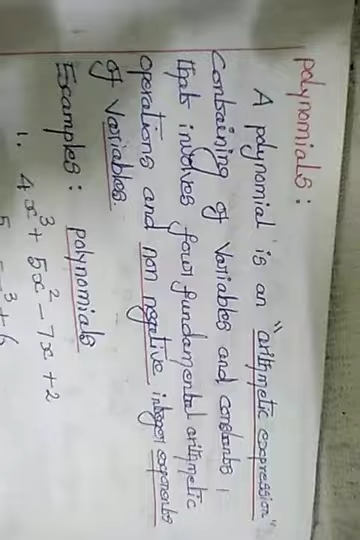 polynomials:
A polynomial is an "arithmetic expression"
Containing of variables and constants,
that involves four fundamental arithmetic
operations and non negative integer exponents
of variables.
Examples: polynomials
1. 4x³ + 5x² - 7x + 2